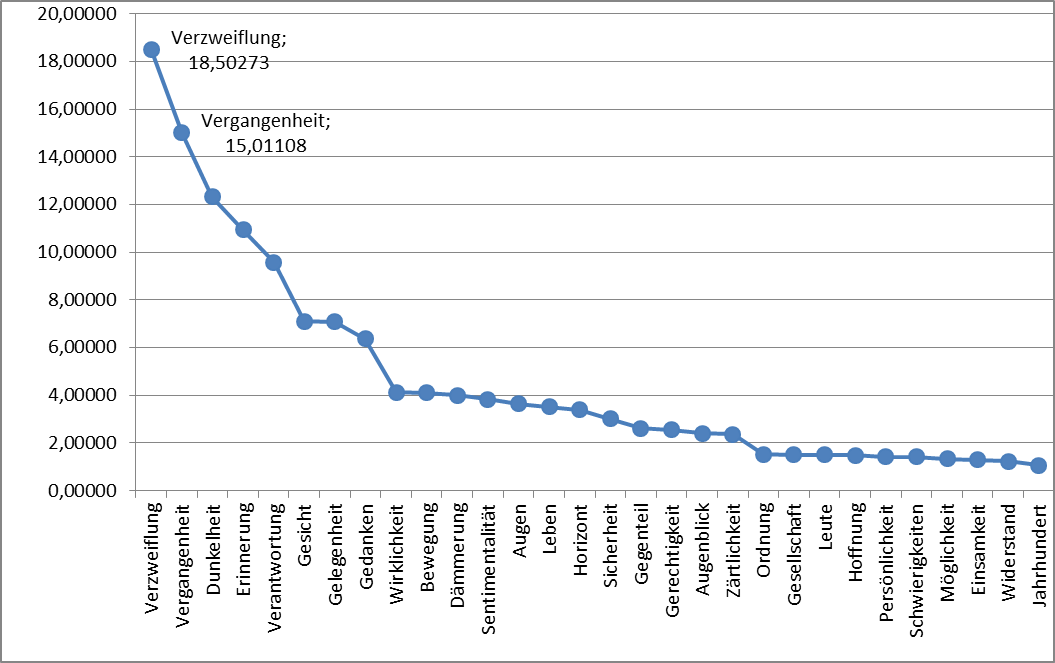 20,00000
18,00000
16,00000
14,00000
12,00000
10,00000
8,00000
6,00000
4,00000
2,00000
0,00000
Verzweiflung;
18,50273
Vergangenheit;
15,01108
Verzweiflung
Vergangenheit
Dunkelheit
Erinnerung
Verantwortung
Gesicht
Gelegenheit
Gedanken
Wirklichkeit
Bewegung
Dämmerung
Sentimentalität
Augen
Leben
Horizont
Sicherheit
Gegenteil
Gerechtigkeit
Augenblick
Zärtlichkeit
Ordnung
Gesellschaft
Leute
Hoffnung
Persönlichkeit
Schwierigkeiten
Möglichkeit
Einsamkeit
Widerstand
Jahrhundert